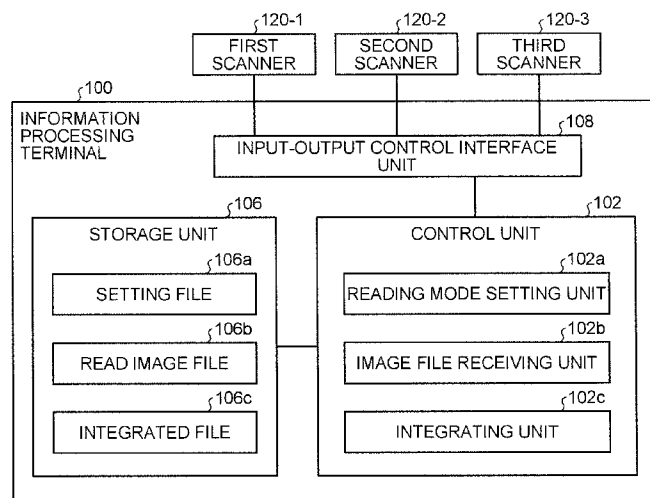 120-1
120-2
120-3
FIRST
SCANNER
SECOND
SCANNER
THIRD
SCANNER
100
INFORMATION
PROCESSING
TERMINAL
108
INPUT-OUTPUT CONTROL INTERFACE
UNIT
106
STORAGE UNIT
106a
SETTING FILE
106b
READ IMAGE FILE
106c
INTEGRATED FILE
102
CONTROL UNIT
102a
READING MODE SETTING UNIT
102b
IMAGE FILE RECEIVING UNIT
102c
INTEGRATING UNIT